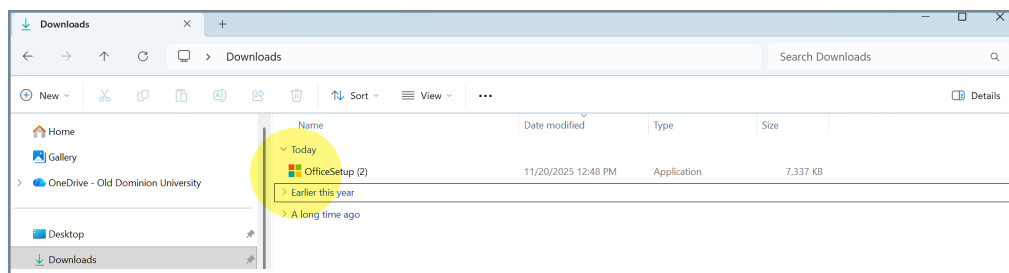 Downloads
Downloads Search Downloads
New Sort View ... Details
Home
Gallery
OneDrive - Old Dominion University
Desktop
Downloads
Name Date modified Type Size
Today
OfficeSetup (2) 11/20/2025 12:48 PM Application 7,337 KB
Earlier this year
A long time ago